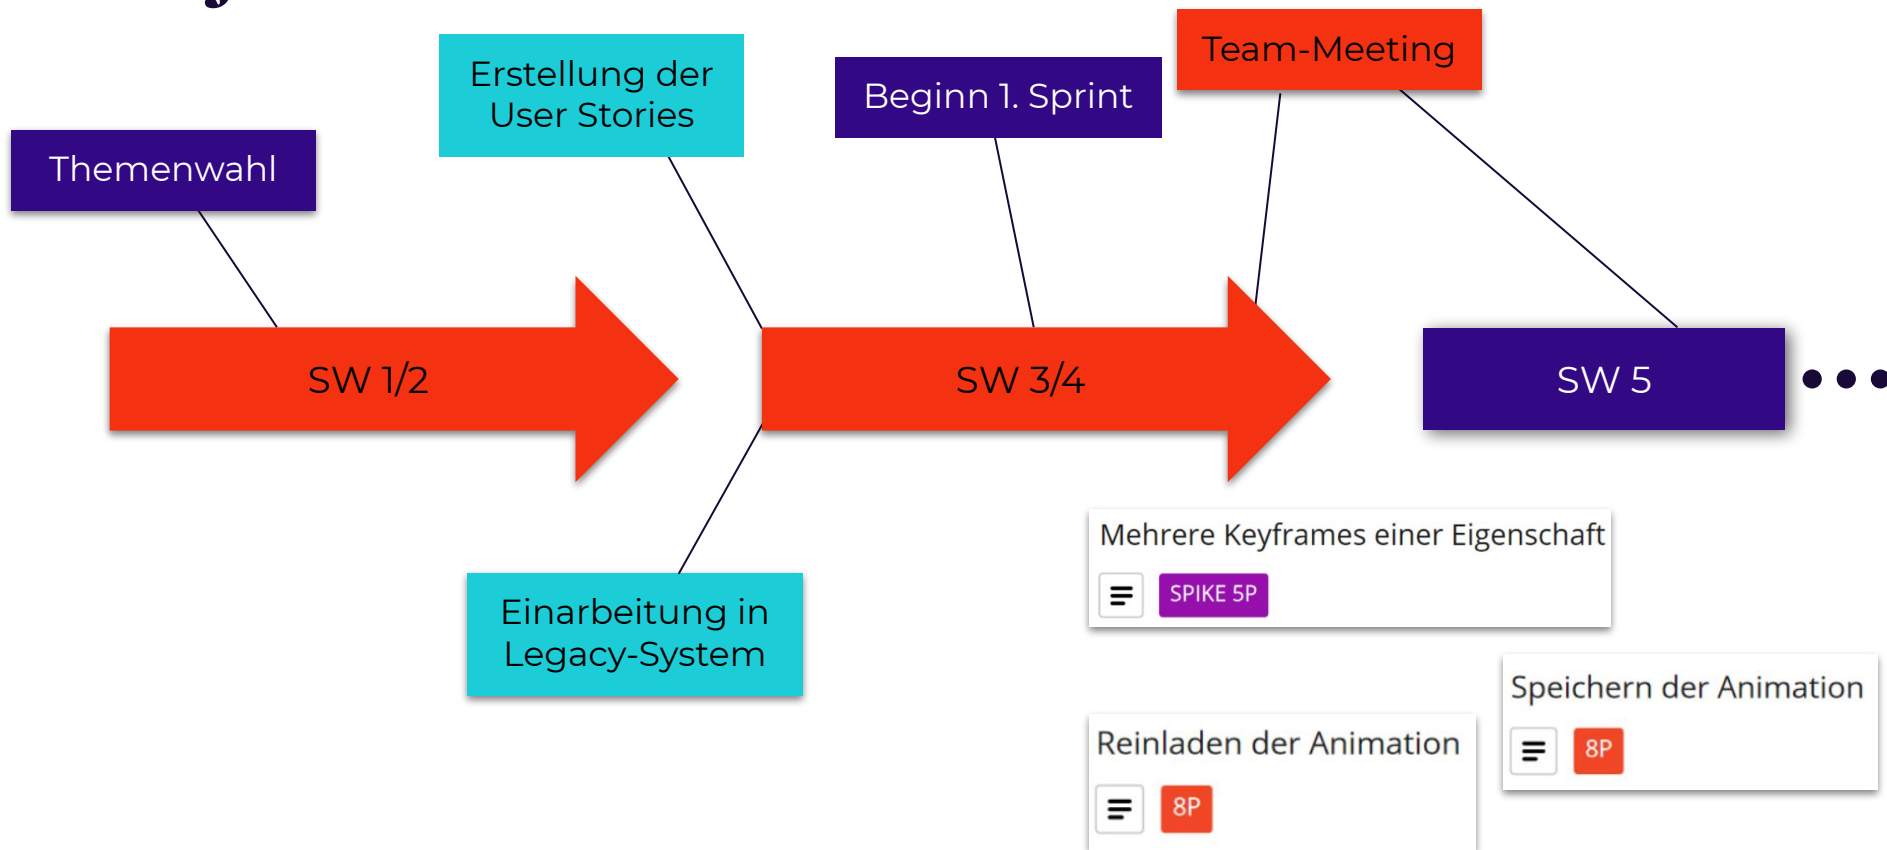 Team-Meeting
Erstellung der
User Stories
Beginn 1. Sprint
Themenwahl
SW 1/2
SW 3/4
SW 5
Einarbeitung in
Legacy-System
Mehrere Keyframes einer Eigenschaft
SPIKE 5P
Speichern der Animation
8P
Reinladen der Animation
8P